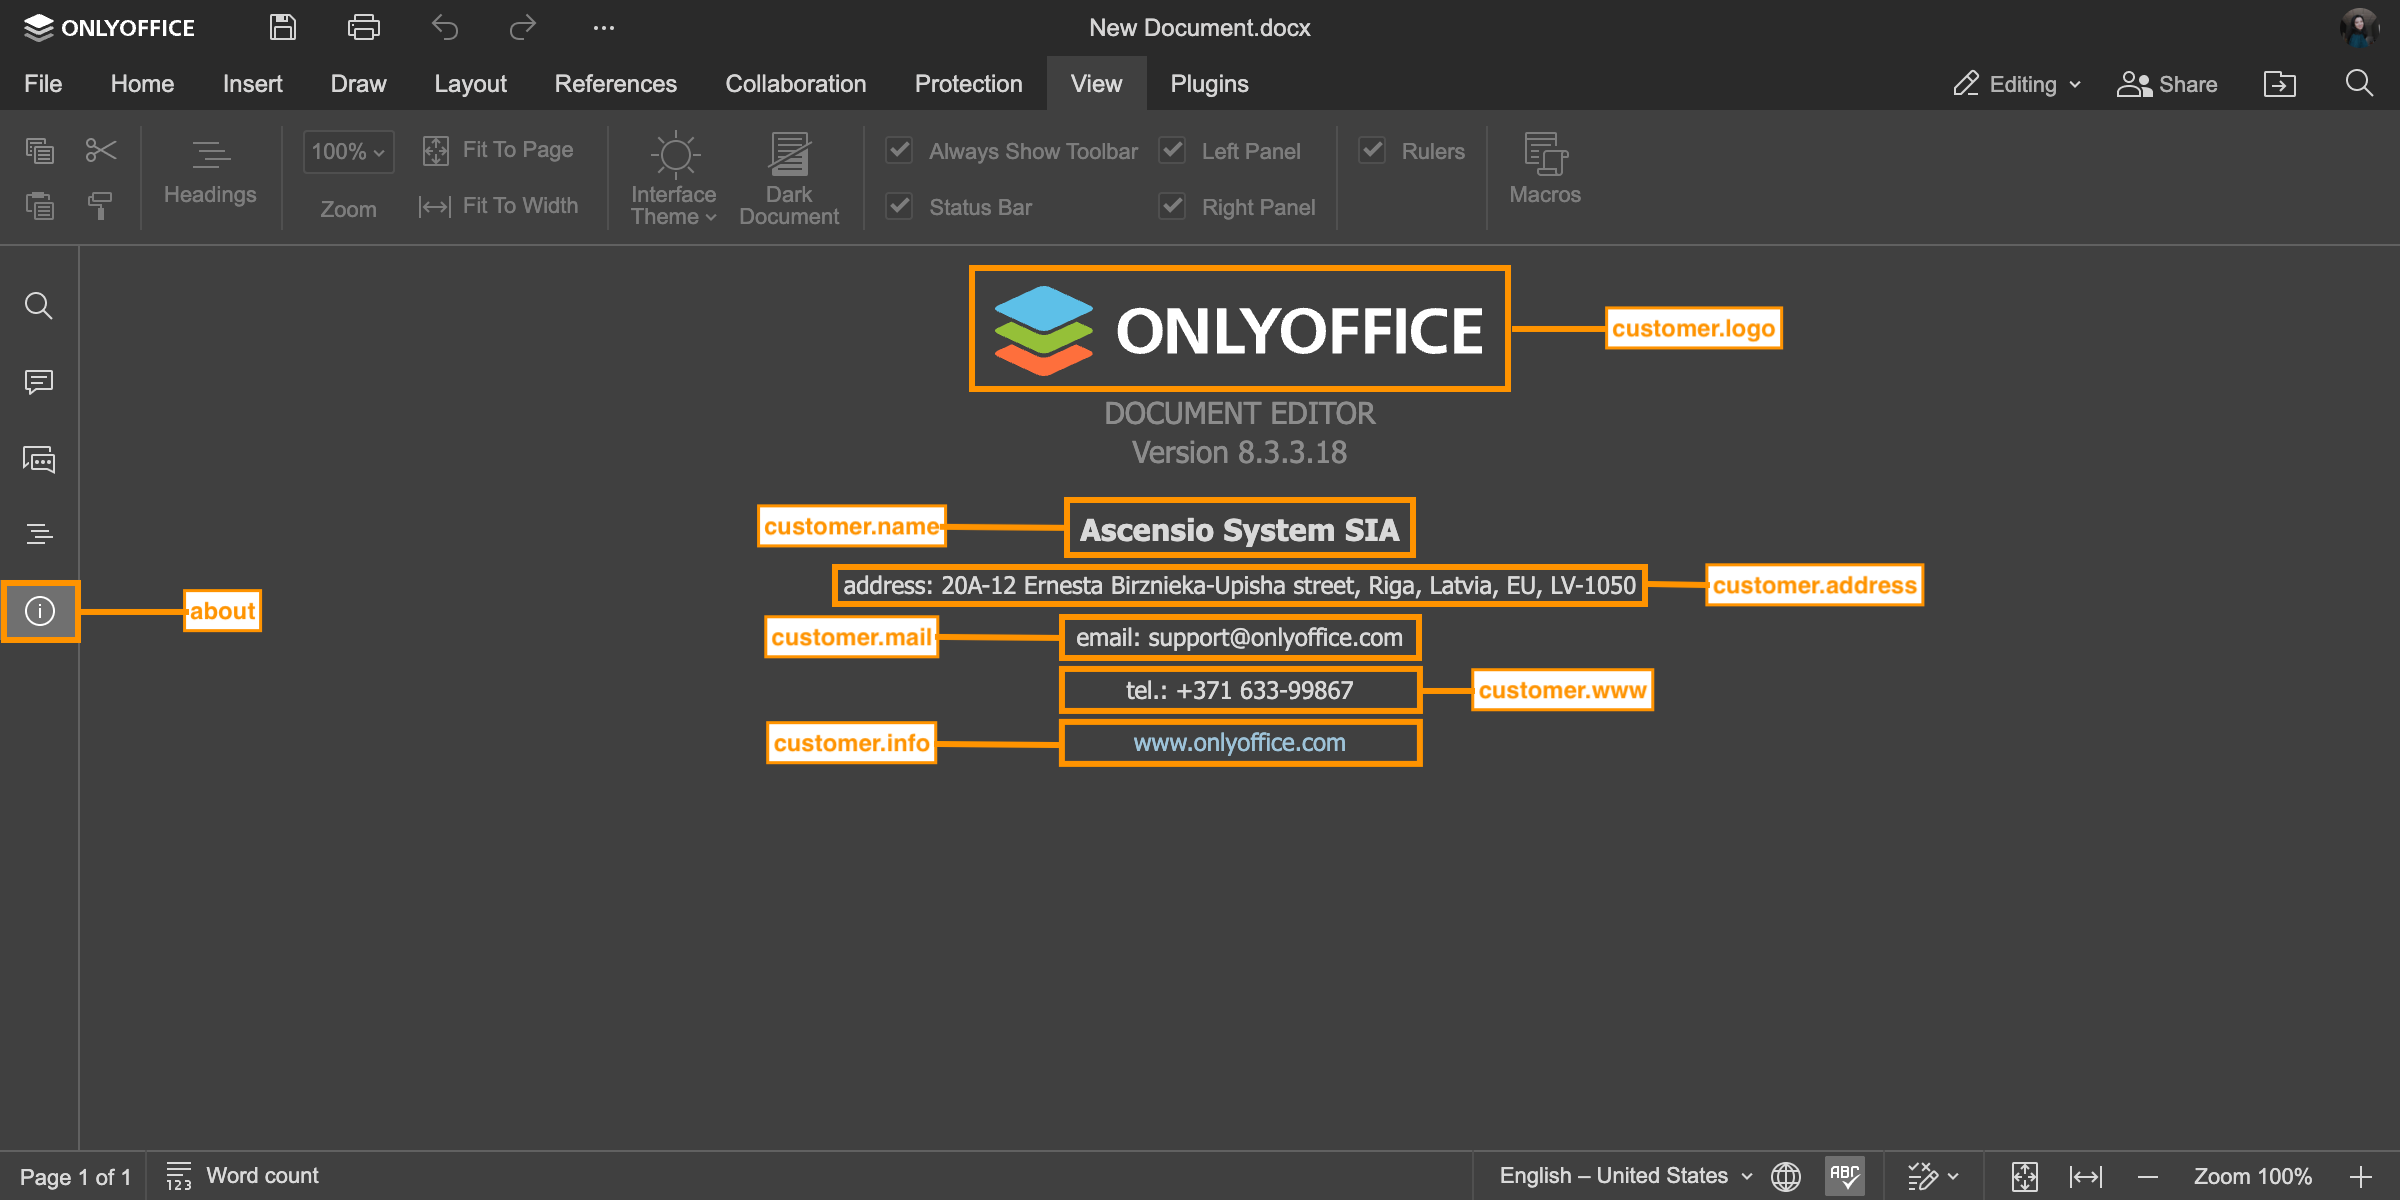 ONLYOFFICE
New Document.docx
File Home Insert Draw Layout References Collaboration Protection View Plugins Editing Share
Headings
100%
Zoom
Fit To Page
Fit To Width
Interface Theme
Dark Document
Always Show Toolbar
Status Bar
Left Panel
Right Panel
Rulers
Macros
ONLYOFFICE
customer.logo
DOCUMENT EDITOR
Version 8.3.3.18
customer.name
Ascensio System SIA
address: 20A-12 Ernesta Birznieka-Upisha street, Riga, Latvia, EU, LV-1050
customer.address
about
customer.mail
email: support@onlyoffice.com
tel.: +371 633-99867
customer.www
customer.info
www.onlyoffice.com
Page 1 of 1
123
Word count
English – United States
ABC
Zoom 100%